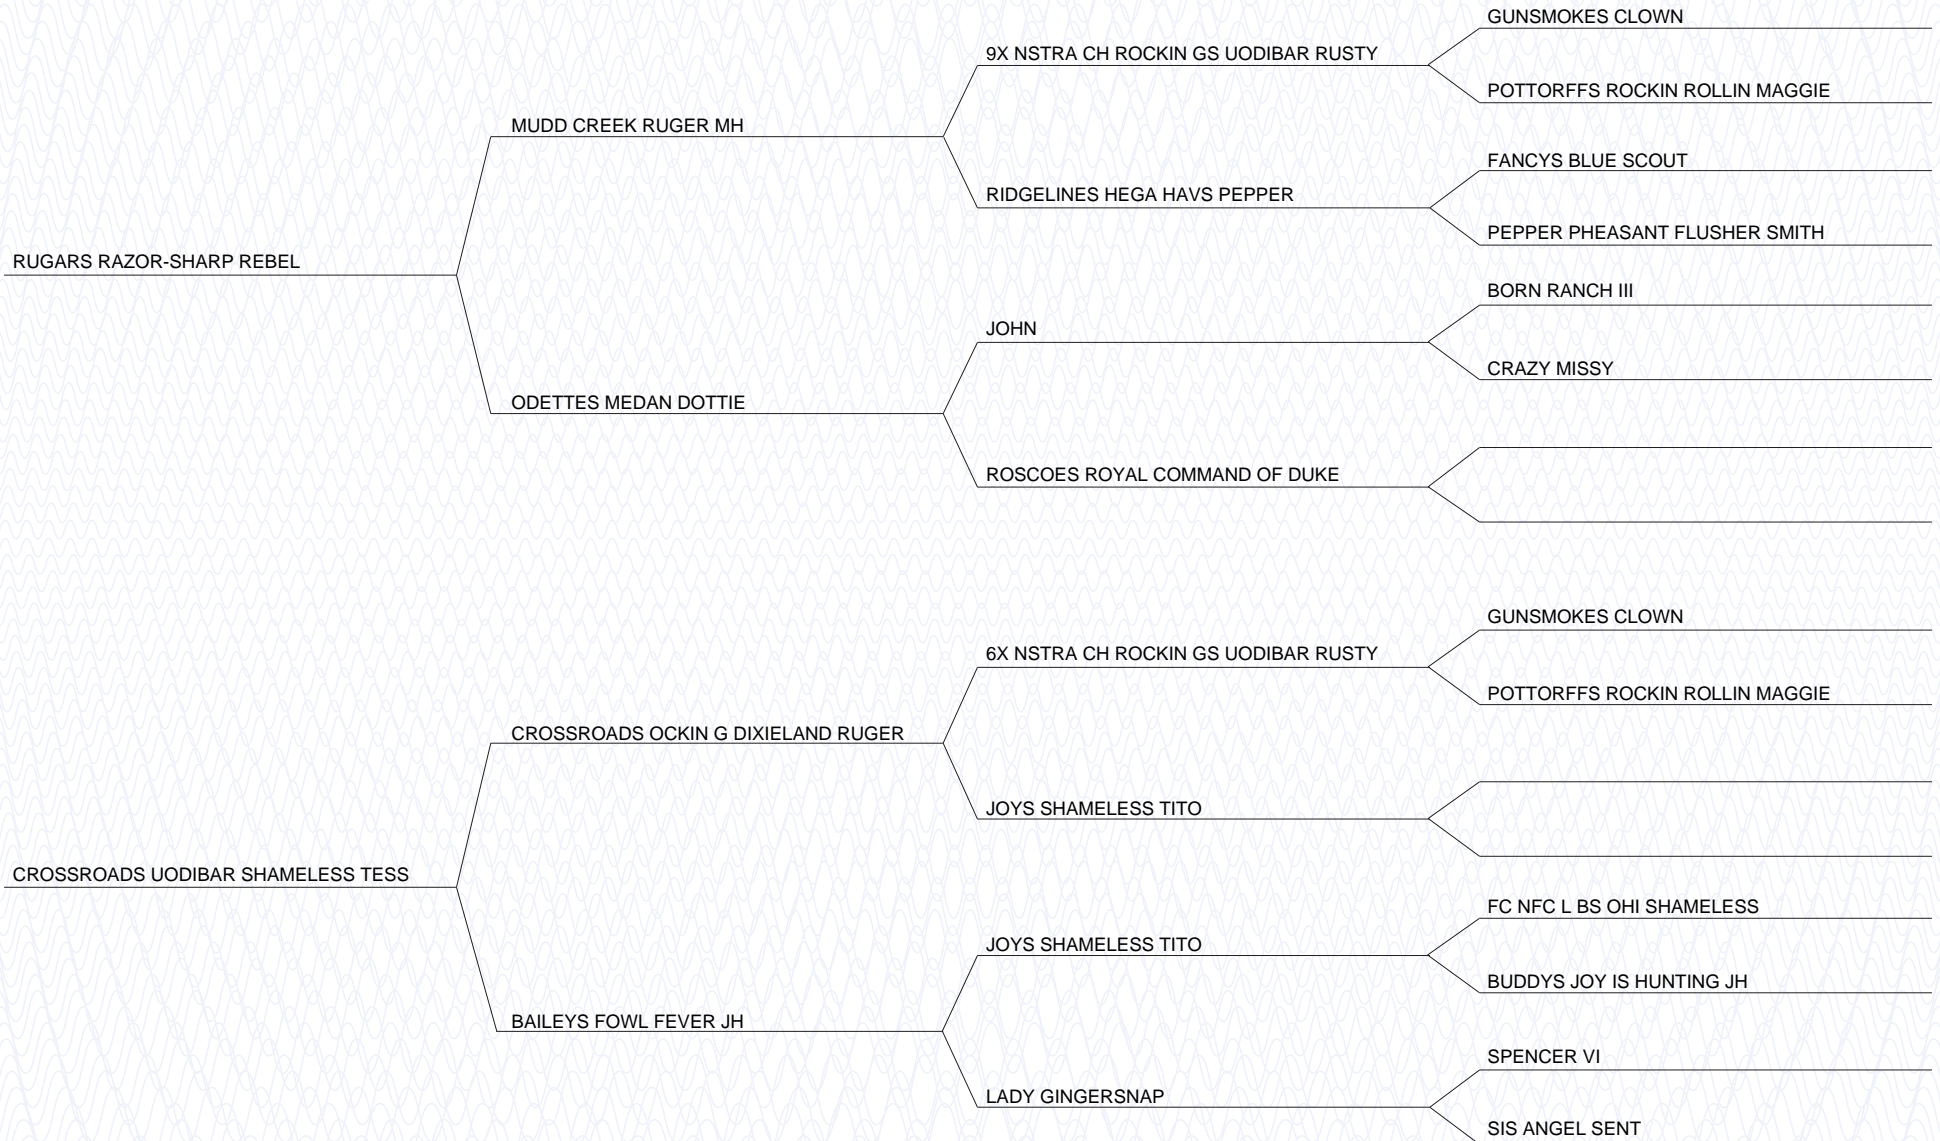 GUNSMOKES CLOWN
9X NSTRA CH ROCKIN GS UODIBAR RUSTY
POTTORFFS ROCKIN ROLLIN MAGGIE
MUDD CREEK RUGER MH
FANCYS BLUE SCOUT
RIDGELINES HEGA HAVS PEPPER
PEPPER PHEASANT FLUSHER SMITH
RUGARS RAZOR-SHARP REBEL
BORN RANCH III
JOHN
CRAZY MISSY
ODETTES MEDAN DOTTIE
ROSCOES ROYAL COMMAND OF DUKE
GUNSMOKES CLOWN
6X NSTRA CH ROCKIN GS UODIBAR RUSTY
POTTORFFS ROCKIN ROLLIN MAGGIE
CROSSROADS OCKIN G DIXIELAND RUGER
JOYS SHAMELESS TITO
CROSSROADS UODIBAR SHAMELESS TESS
FC NFC L BS OHI SHAMELESS
JOYS SHAMELESS TITO
BUDDYS JOY IS HUNTING JH
BAILEYS FOWL FEVER JH
SPENCER VI
LADY GINGERSNAP
SIS ANGEL SENT